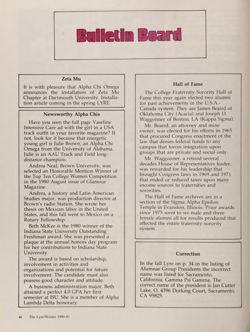 Bulletin Board
Zeta Mu
It is with pleasure that Alpha Chi Omega
announces the installation of Zeta Mu
Chapter at Dartmouth University. Installa-
tion article coming in the spring LYRE.
Newsworthy Alpha Chis
Have you seen the full page Vaseline
Intensive Care ad with the girl in a USA
track outfit in your favorite magazine? If
not, look for it because that energetic
young girl is Julie Brown, an Alpha Chi
Omega from the University of Alabama.
Julie is an AAU Track and Field long-
distance champion.
Andrea Neal, Brown University, was
selected an Honorable Mention Winner of
the Top Ten College Women Competition
in the 1980 August issue of Glamour
Magazine.
Andrea, a history and Latin American
Studies major, was production director at
Brown's radio Station. She wrote her
thesis on Mexican labor in the United
States, and this fall went to Mexico on a
Rotary Fellowship.
Beth McKee is the 1980 winner of the
Indiana State University Outstanding
Freshman award. She was presented a
plaque at the annual honors day program
for her contributions to Indiana State
University.
The award is based on scholarship,
involvement in activities and
organizations and potential for future
involvement. The candidate must also
possess good character and attitude.
A business administration major, Beth
attained a perfect 4.0 GPA for first
semester at ISU. She is a member of Alpha
Lambda Delta honorary.
Hall of Fame
The College Fraternity-Sorority Hall of
Fame this year again elected two alumni
for past achievements in the U.S.A.-
Canada system. They are James Beard of
Oklahoma City (Acacia) and Joseph D.
Waggonner of Benton, LA (Kappa Sigma).
Mr. Beard, an attorney and mine
owner, was elected for his efforts in 1965
that procured Congress enactment of the
law that denies federal funds to any
campus that forces integration upon
groups that are private and social only.
Mr. Waggonner, a retired several
decades House of Representatives leader,
was rewarded for his leadership that
brought Congress laws in 1969 and 1971
that ended or reduced taxes on certain
income sources to fraternities and
sororities.
The Hall of Fame archives are in a
section of the Sigma Alpha Epsilon
Temple in Evanston, Illinois. Four awards
since 1975 went to six male and three
female alumni all for results produced that
affected the entire fraternity-sorority
system.
Correction
In the fall Lyre on p. 34 in the listing of
Alumnae Group Presidents the incorrect
name was listed for Sacramento,
California, Gamma Psi Gamma. The
correct name of the president is Jan Cutter
Lake, O. 4396 Dorking Court, Sacramento,
CA 95825.
46 The Lyre/Winter 1980-81